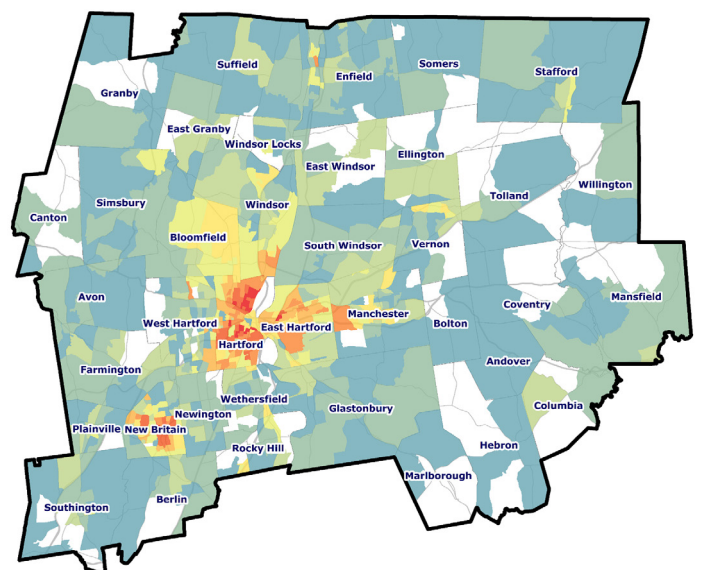 Suffield
Somers
Enfield
Stafford
Granby
East Granby
Windsor Locks
Ellington
East Windsor
Willington
Tolland
Simsbury
Windsor
Canton
Bloomfield
South Windsor
Vernon
Avon
Mansfield
Coventry
Manchester
West Hartford
East Hartford
Bolton
Hartford
Andover
Farmington
Wethersfield
Columbia
Glastonbury
Newington
Plainville
New Britain
Hebron
Rocky Hill
Marlborough
Berlin
Southington